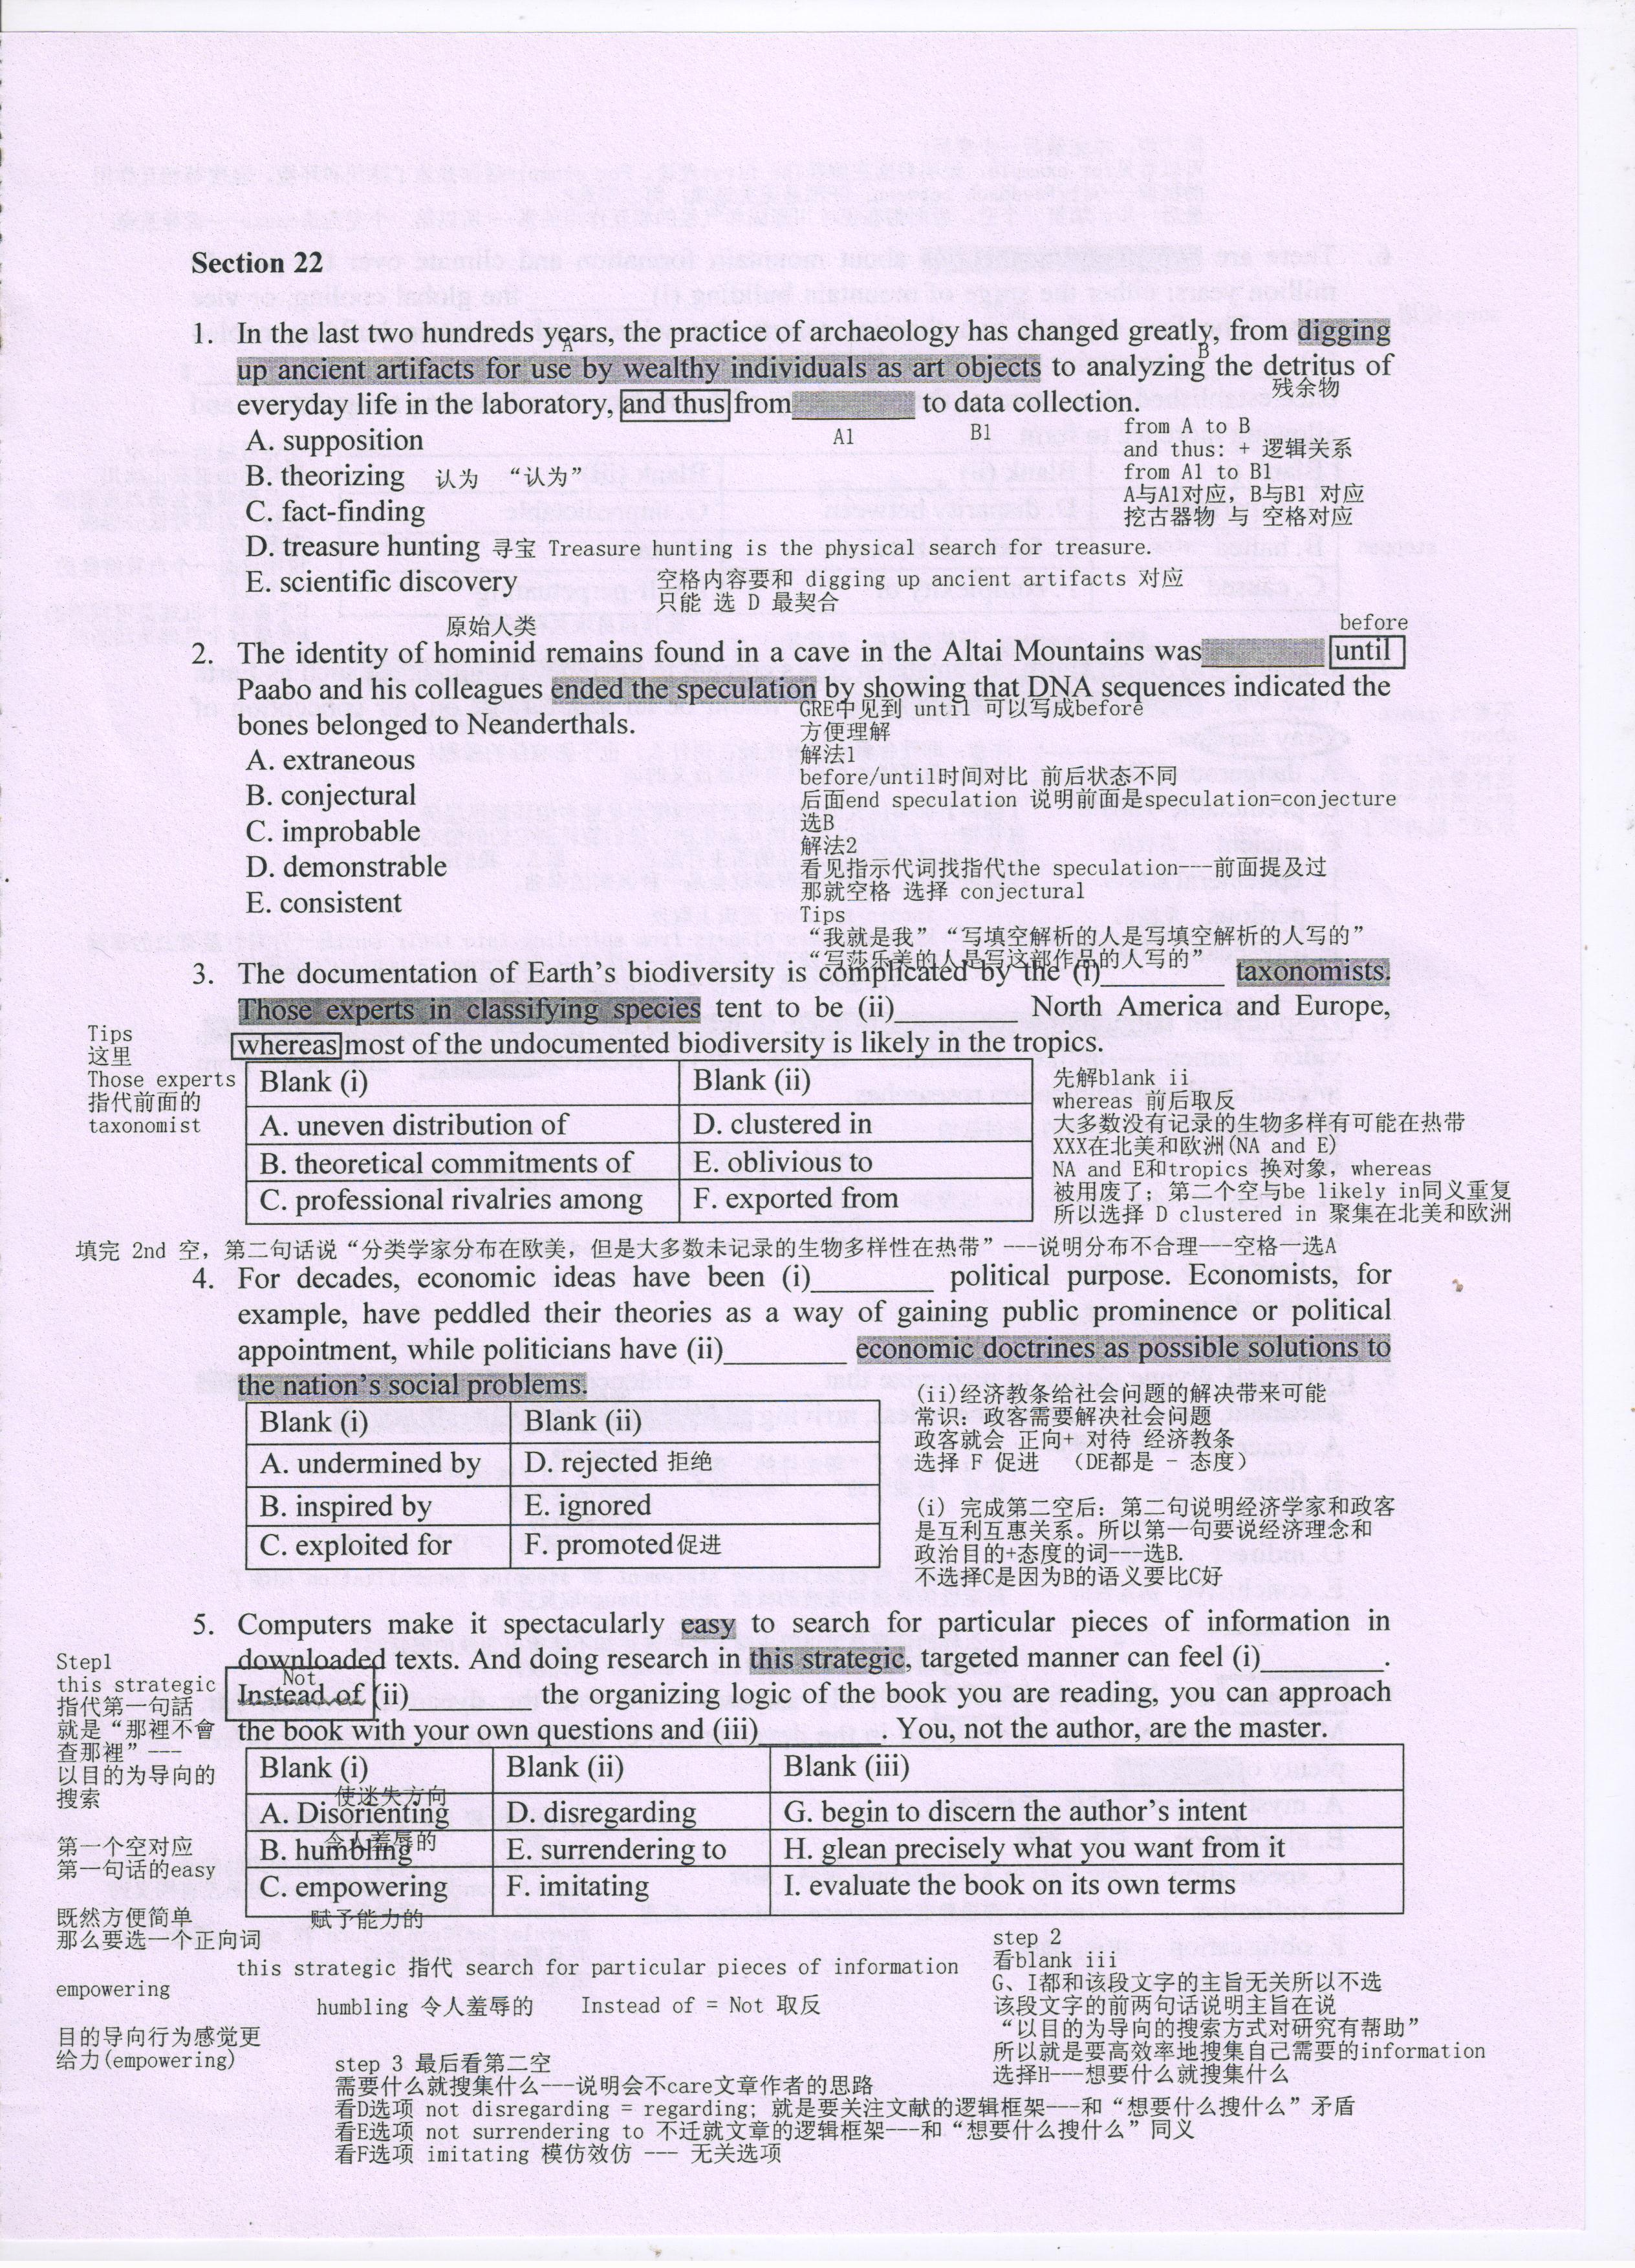 Section 22
1. In the last two hundreds years, the practice of archaeology has changed greatly, from digging
A
B
up ancient artifacts for use by wealthy individuals as art objects to analyzing the detritus of
残余物
everyday life in the laboratory, and thus from________ to data collection.
A1 B1
A. supposition
B. theorizing 认为 “认为”
C. fact-finding
D. treasure hunting 寻宝 Treasure hunting is the physical search for treasure.
E. scientific discovery
from A to B
and thus: + 逻辑关系
from A1 to B1
A与A1对应，B与B1 对应
挖古器物 与 空格对应
空格内容要和 digging up ancient artifacts 对应
只能 选 D 最契合
原始人类
before
2. The identity of hominid remains found in a cave in the Altai Mountains was________ until
Paabo and his colleagues ended the speculation by showing that DNA sequences indicated the
bones belonged to Neanderthals.
A. extraneous
B. conjectural
C. improbable
D. demonstrable
E. consistent
GRE中见到 until 可以写成before
方便理解
解法1
before/until时间对比 前后状态不同
后面end speculation 说明前面是speculation=conjecture
选B
解法2
看见指示代词找指代the speculation---前面提及过
那就空格 选择 conjectural
Tips
“我就是我”“写填空解析的人是写填空解析的人写的”
“写莎乐美的人是写这部作品的人写的”
3. The documentation of Earth’s biodiversity is complicated by the (i)________ taxonomists.
Those experts in classifying species tent to be (ii)________ North America and Europe,
whereas most of the undocumented biodiversity is likely in the tropics.
Tips
这里
Those experts
指代前面的
taxonomist
Blank (i) Blank (ii)
A. uneven distribution of D. clustered in
B. theoretical commitments of E. oblivious to
C. professional rivalries among F. exported from
先解blank ii
whereas 前后取反
大多数没有记录的生物多样有可能在热带
XXX在北美和欧洲(NA and E)
NA and E和tropics 换对象，whereas
被用废了；第二个空与be likely in同义重复
所以选择 D clustered in 聚集在北美和欧洲
填完 2nd 空，第二句话说“分类学家分布在欧美，但是大多数未记录的生物多样性在热带”---说明分布不合理---空格一选A
4. For decades, economic ideas have been (i)________ political purpose. Economists, for
example, have peddled their theories as a way of gaining public prominence or political
appointment, while politicians have (ii)________ economic doctrines as possible solutions to
the nation’s social problems.
Blank (i) Blank (ii)
A. undermined by D. rejected 拒绝
B. inspired by E. ignored
C. exploited for F. promoted 促进
(ii)经济教条给社会问题的解决带来可能
常识：政客需要解决社会问题
政客就会 正向+ 对待 经济教条
选择 F 促进 （DE都是 - 态度）
(i) 完成第二空后：第二句说明经济学家和政客
是互利互惠关系。所以第一句要说经济理念和
政治目的+态度的词---选B.
不选择C是因为B的语义要比C好
5. Computers make it spectacularly easy to search for particular pieces of information in
downloaded texts. And doing research in this strategic, targeted manner can feel (i)________.
Not
Instead of (ii)________ the organizing logic of the book you are reading, you can approach
the book with your own questions and (iii)________. You, not the author, are the master.
Step1
this strategic
指代第一句話
就是“那裡不會
查那裡”---
以目的为导向的
搜索
第一个空对应
第一句话的easy
既然方便简单
那么要选一个正向词
empowering
目的导向行为感觉更
给力(empowering)
Blank (i) Blank (ii) Blank (iii)
使迷失方向
A. Disorienting D. disregarding G. begin to discern the author’s intent
令人羞辱的
B. humbling E. surrendering to H. glean precisely what you want from it
C. empowering F. imitating I. evaluate the book on its own terms
赋予能力的
this strategic 指代 search for particular pieces of information
humbling 令人羞辱的 Instead of = Not 取反
step 2
看blank iii
G、I都和该段文字的主旨无关所以不选
该段文字的前两句话说明主旨在说
“以目的为导向的搜索方式对研究有帮助”
所以就是要高效率地搜集自己需要的information
选择H---想要什么就搜集什么
step 3 最后看第二空
需要什么就搜集什么---说明会不care文章作者的思路
看D选项 not disregarding = regarding; 就是要关注文献的逻辑框架---和“想要什么搜什么”矛盾
看E选项 not surrendering to 不迁就文章的逻辑框架---和“想要什么搜什么”同义
看F选项 imitating 模仿效仿 --- 无关选项